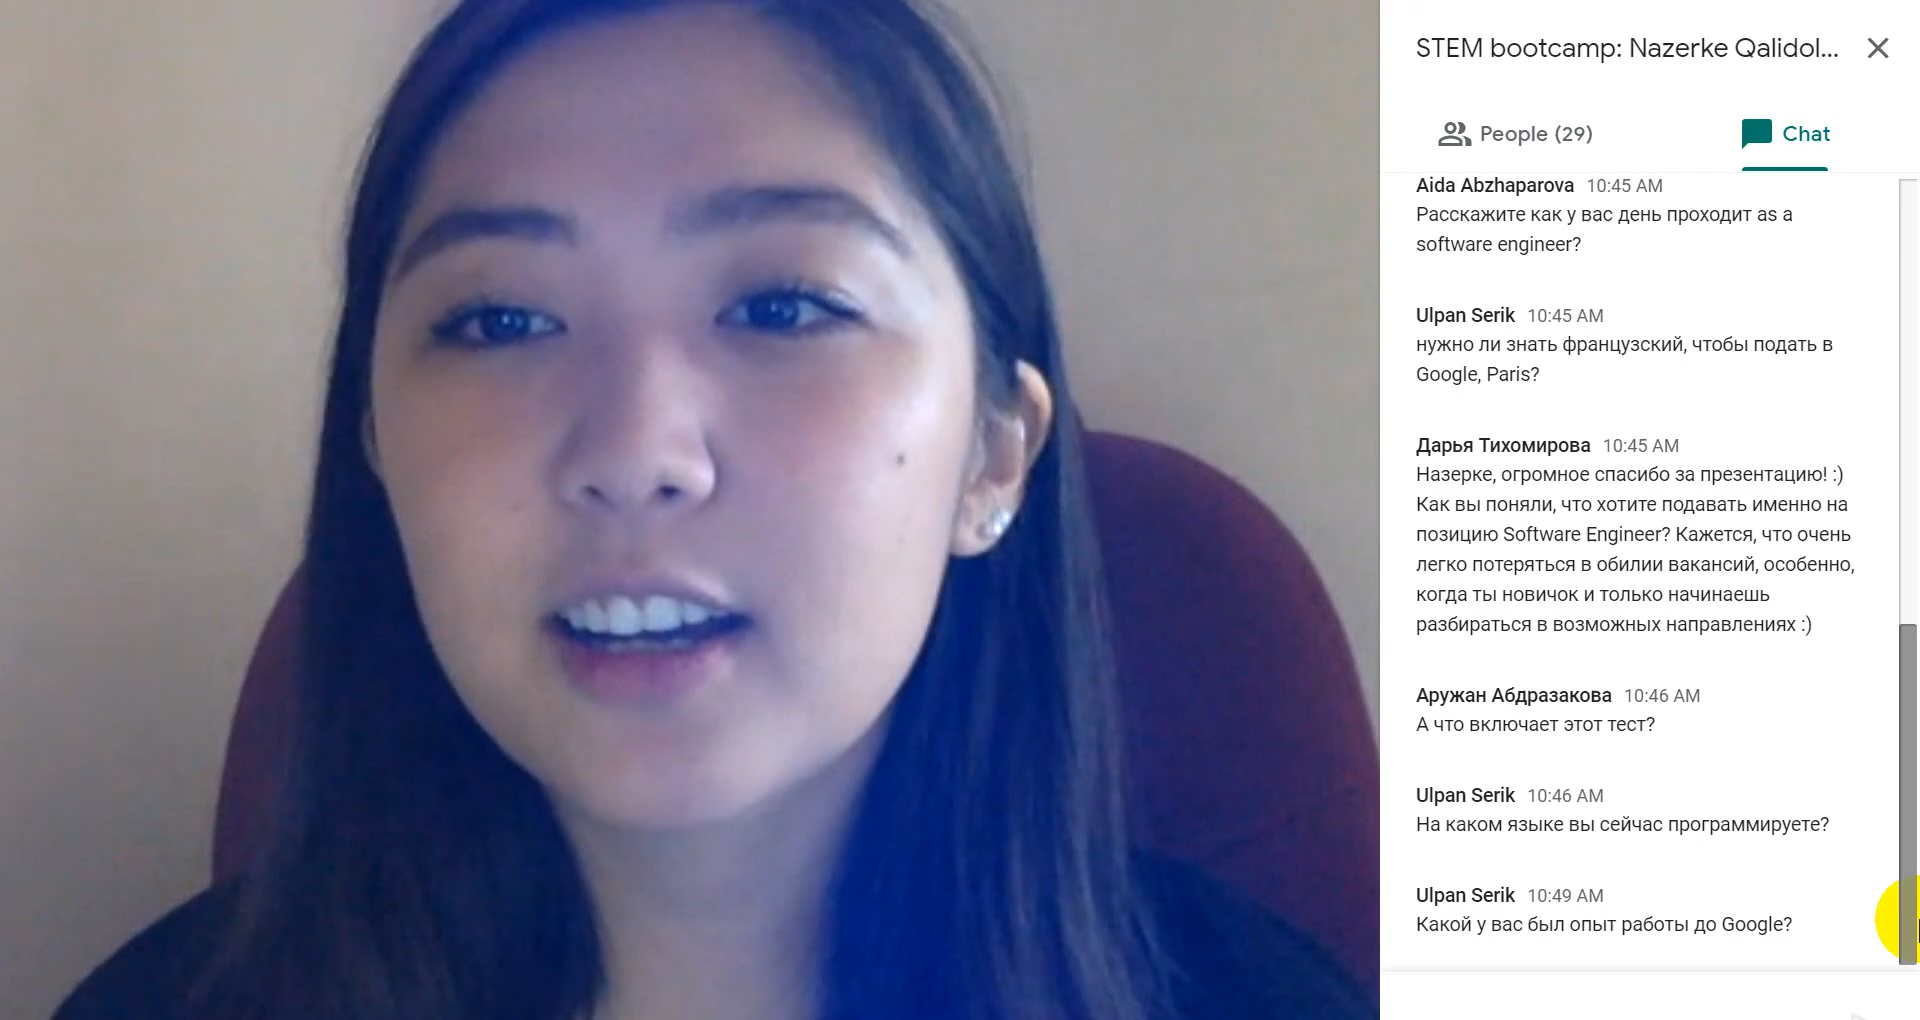 STEM bootcamp: Nazerke Qalidol...
People (29)
Chat
Aida Abzhaparova 10:45 AM
Расскажите как у вас день проходит as a
software engineer?
Ulpan Serik 10:45 AM
нужно ли знать французский, чтобы подать в
Google, Paris?
Дарья Тихомирова 10:45 AM
Назерке, огромное спасибо за презентацию! :)
Как вы поняли, что хотите подавать именно на
позицию Software Engineer? Кажется, что очень
легко потеряться в обилии вакансий, особенно,
когда ты новичок и только начинаешь
разбираться в возможных направлениях :)
Аружан Абдразакова 10:46 AM
А что включает этот тест?
Ulpan Serik 10:46 AM
На каком языке вы сейчас программируете?
Ulpan Serik 10:49 AM
Какой у вас был опыт работы до Google?